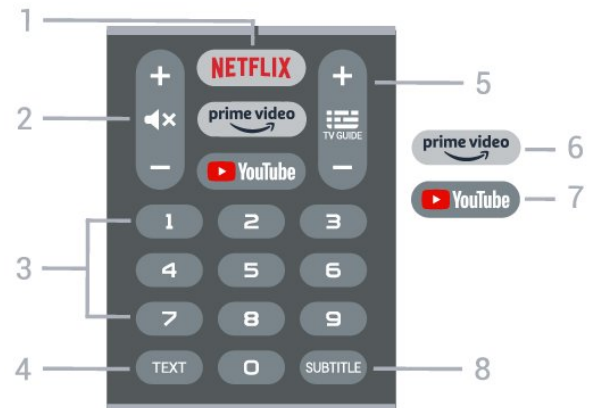 1
NETFLIX
5
2
prime video
TV GUIDE
prime video
6
YouTube
YouTube
7
1 2 3
3
4 5 6
7 8 9
4
TEXT 0 SUBTITLE
8